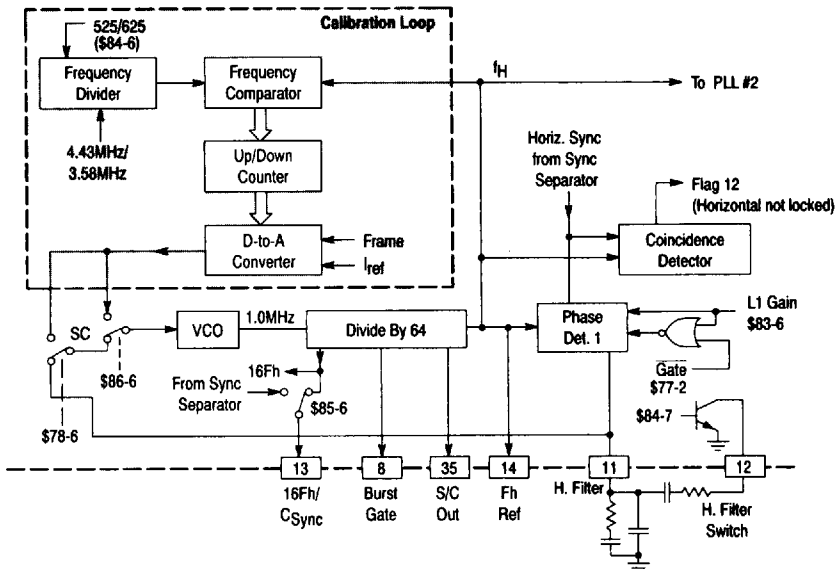 525/625
($84-6)
Calibration Loop
Frequency
Divider
Frequency
Comparator
fH
To PLL #2
4.43MHz/
3.58MHz
Up/Down
Counter
Horiz. Sync
from Sync
Separator
Flag 12
(Horizontal not locked)
D-to-A
Converter
Frame
Iref
Coincidence
Detector
SC
VCO
1.0MHz
Divide By 64
Phase
Det. 1
L1 Gain
$83-6
$86-6
16Fh
From Sync
Separator
$85-6
Gate
$77-2
$78-6
$84-7
13
8
35
14
11
12
16Fh/
CSync
Burst
Gate
S/C
Out
Fh
Ref
H. Filter
H. Filter
Switch